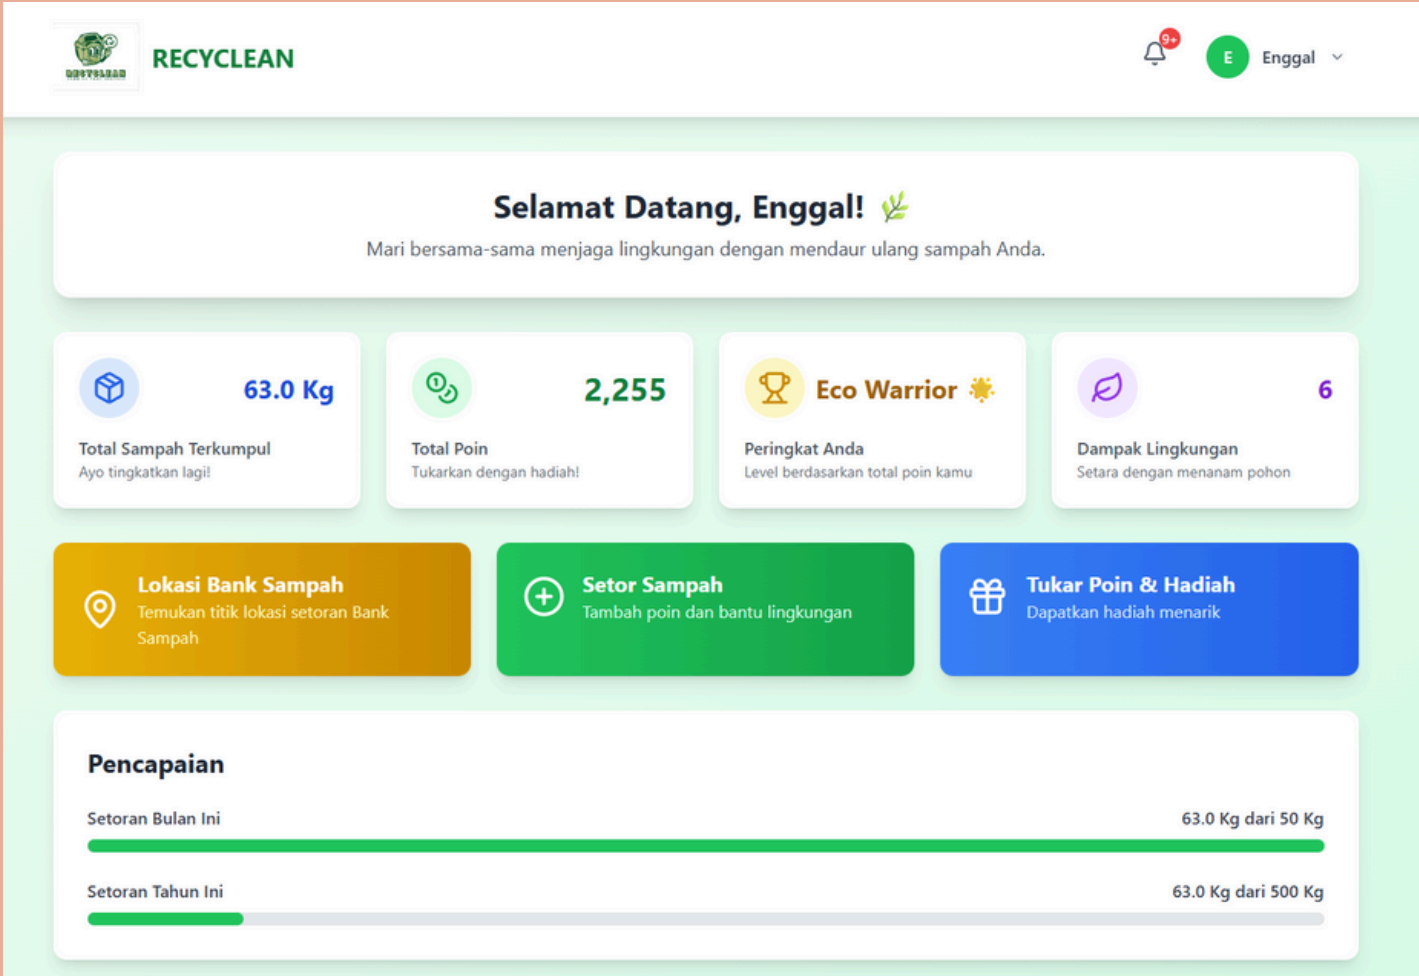 RECYCLEAN
RECYCLEAN
9+
E
Enggal
Selamat Datang, Enggal!
Mari bersama-sama menjaga lingkungan dengan mendaur ulang sampah Anda.
63.0 Kg
Total Sampah Terkumpul
Ayo tingkatkan lagi!
2,255
Total Poin
Tukarkan dengan hadiah!
Eco Warrior
Peringkat Anda
Level berdasarkan total poin kamu
6
Dampak Lingkungan
Setara dengan menanam pohon
Lokasi Bank Sampah
Temukan titik lokasi setoran Bank
Sampah
Setor Sampah
Tambah poin dan bantu lingkungan
Tukar Poin & Hadiah
Dapatkan hadiah menarik
Pencapaian
Setoran Bulan Ini
63.0 Kg dari 50 Kg
Setoran Tahun Ini
63.0 Kg dari 500 Kg